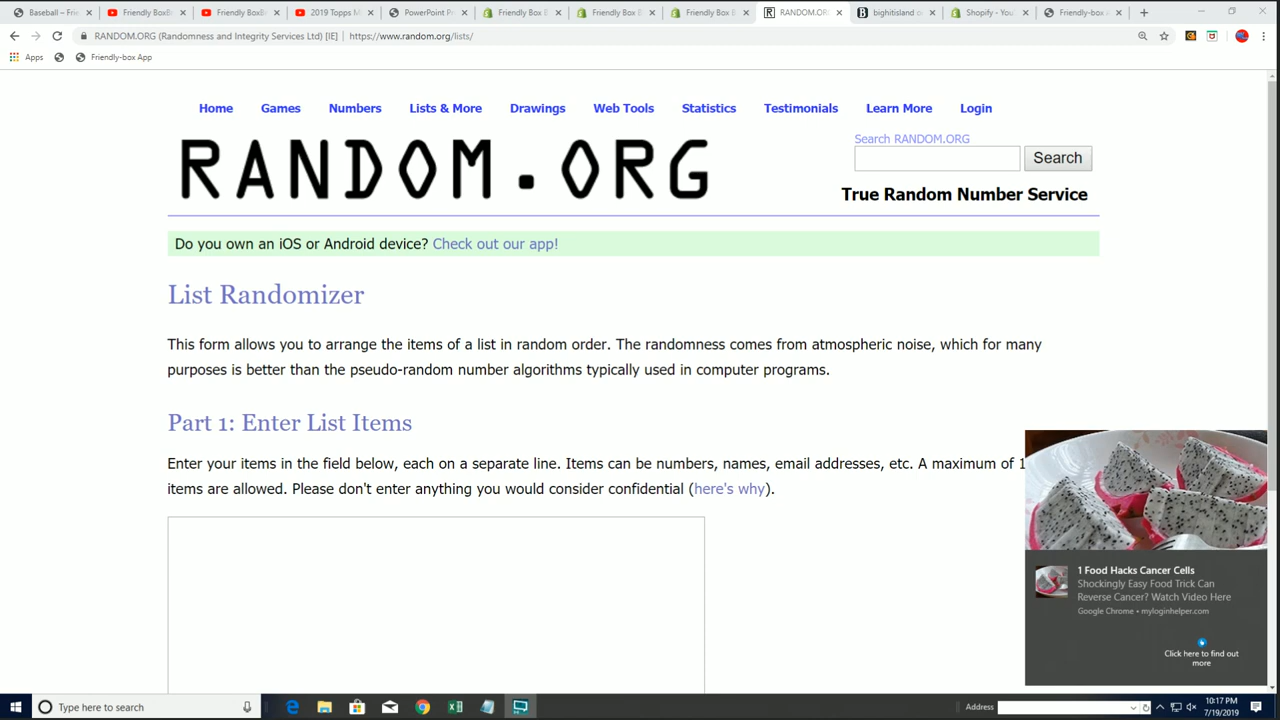 Baseball – Frie
Friendly BoxBr
Friendly BoxBr
2019 Topps M
PowerPoint Pr
Friendly Box B
Friendly Box B
Friendly Box B
RANDOM.OR
bighitisland on
Shopify - You
Friendly-box a
RANDOM.ORG (Randomness and Integrity Services Ltd) [IE] | https://www.random.org/lists/
Apps Friendly-box App
Home Games Numbers Lists & More Drawings Web Tools Statistics Testimonials Learn More Login
RANDOM.ORG
Search RANDOM.ORG
Search
True Random Number Service
Do you own an iOS or Android device? Check out our app!
List Randomizer
This form allows you to arrange the items of a list in random order. The randomness comes from atmospheric noise, which for many
purposes is better than the pseudo-random number algorithms typically used in computer programs.
Part 1: Enter List Items
Enter your items in the field below, each on a separate line. Items can be numbers, names, email addresses, etc. A maximum of 1
items are allowed. Please don't enter anything you would consider confidential (here's why).
1 Food Hacks Cancer Cells
Shockingly Easy Food Trick Can
Reverse Cancer? Watch Video Here
Google Chrome • myloginhelper.com
Click here to find out
more
Type here to search
Address
10:17 PM
7/19/2019